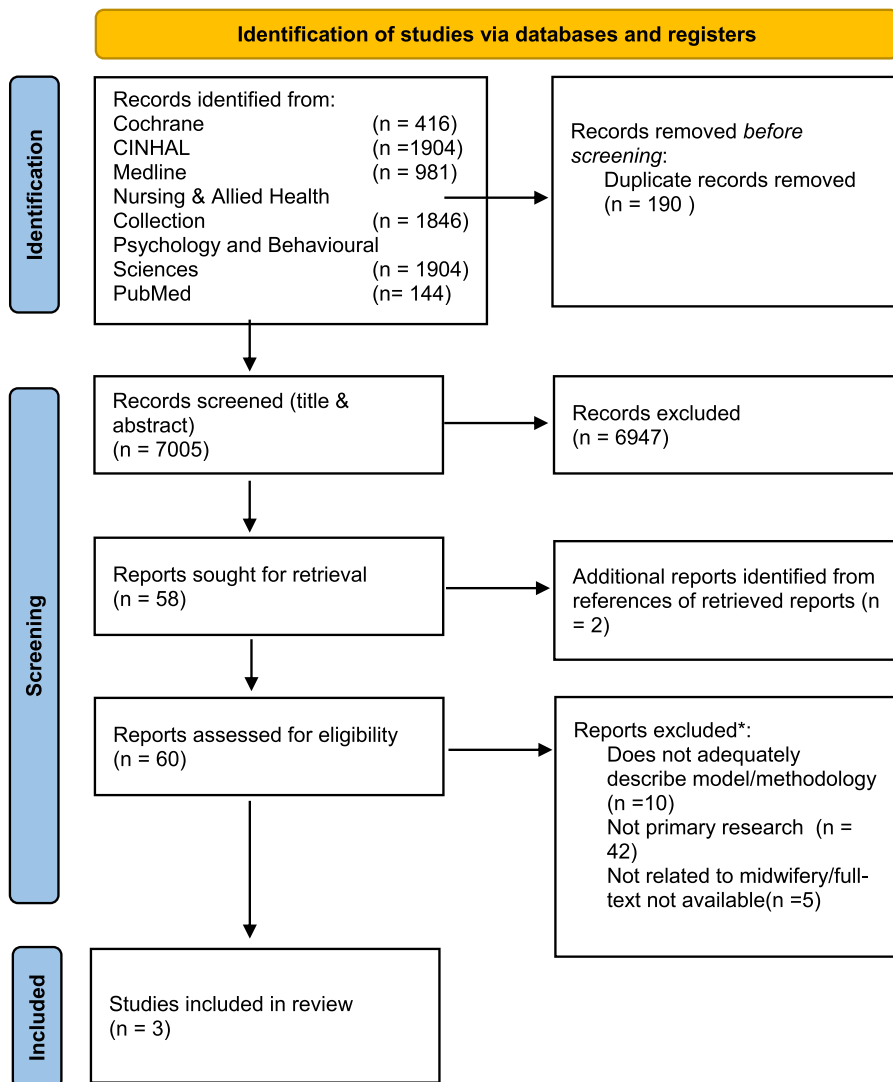 Identification of studies via databases and registers
Identification
Records identified from:
Cochrane (n = 416)
CINHAL (n =1904)
Medline (n = 981)
Nursing & Allied Health
Collection (n = 1846)
Psychology and Behavioural
Sciences (n = 1904)
PubMed (n= 144)
Records removed before
screening:
Duplicate records removed
(n = 190 )
Screening
Records screened (title &
abstract)
(n = 7005)
Records excluded
(n = 6947)
Reports sought for retrieval
(n = 58)
Additional reports identified from
references of retrieved reports (n
= 2)
Reports assessed for eligibility
(n = 60)
Reports excluded*:
Does not adequately
describe model/methodology
(n =10)
Not primary research (n =
42)
Not related to midwifery/full-
text not available(n =5)
Included
Studies included in review
(n = 3)